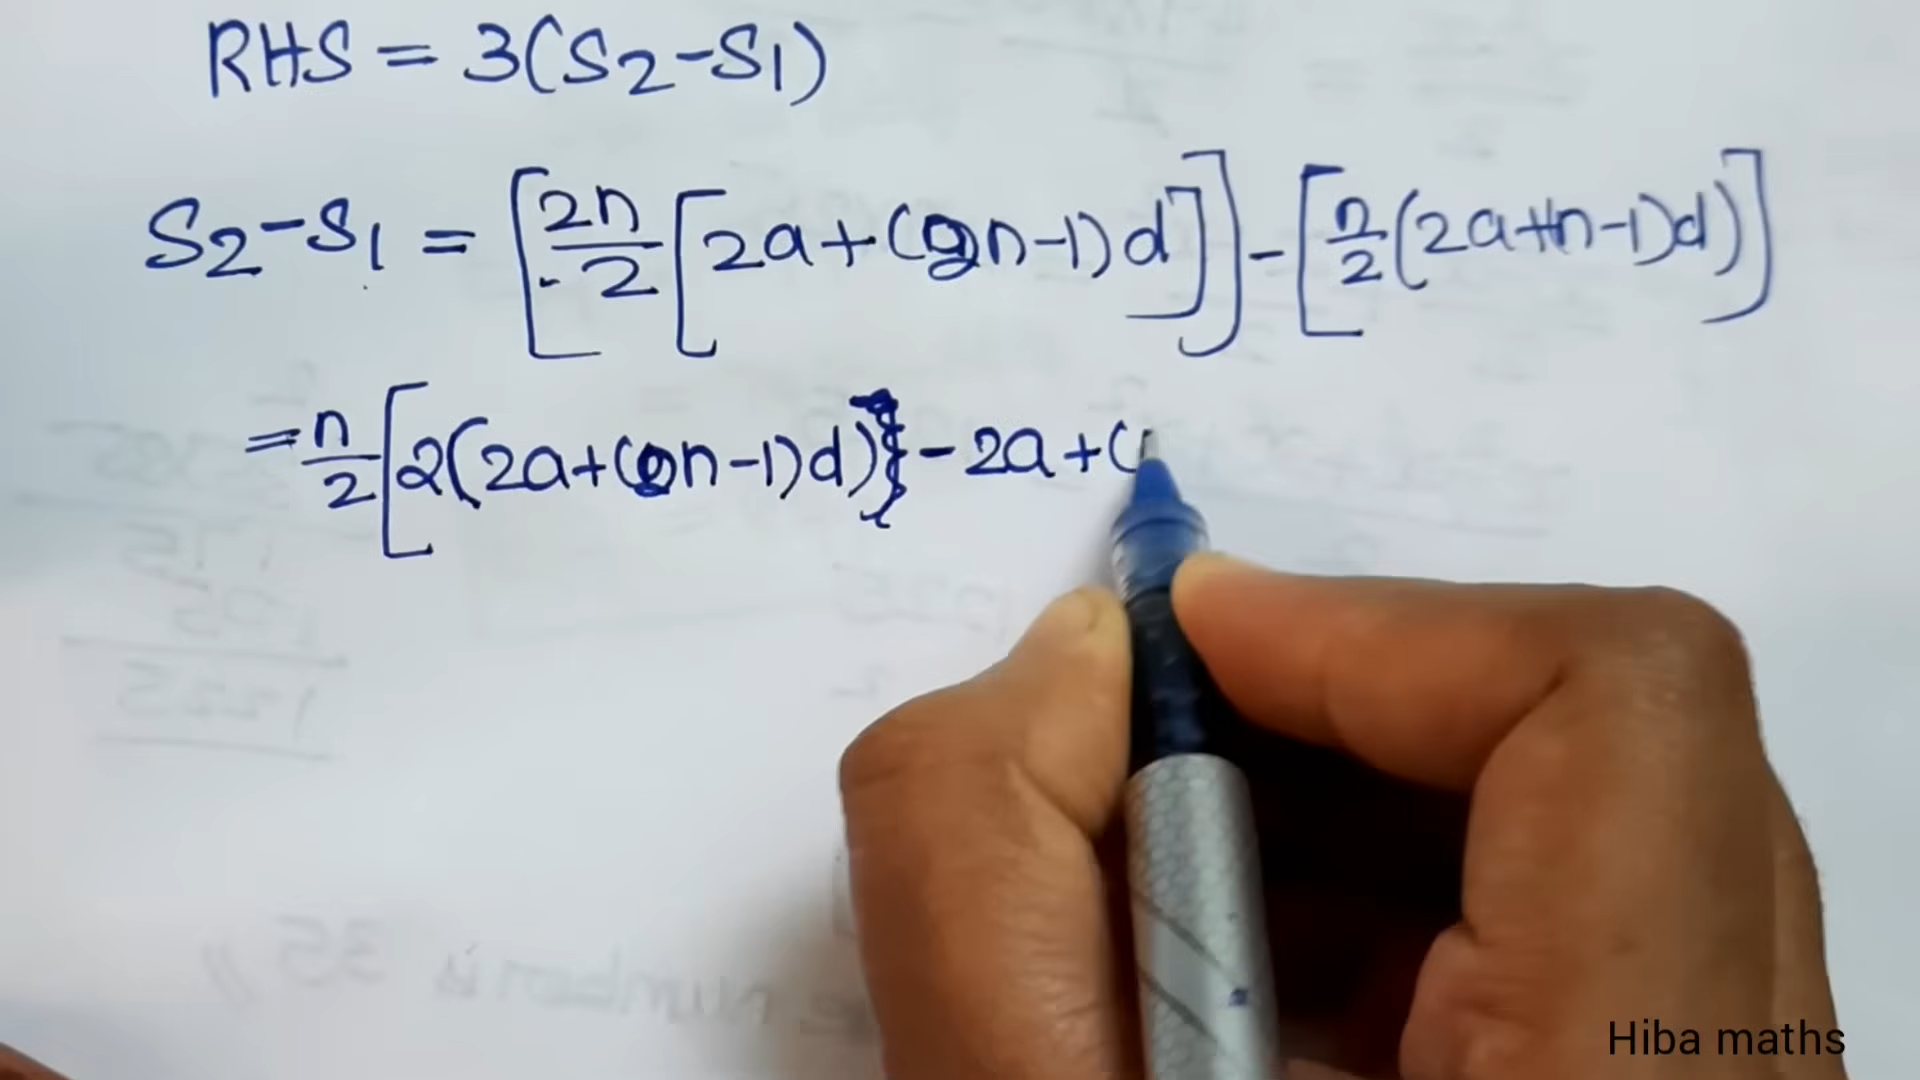 RHS = 3(S2-S1)
S2-S1 = [2n/2 [2a+(2n-1)d]] - [n/2 (2a+(n-1)d)]
= n/2 [2(2a+(2n-1)d)} - 2a+(
Hiba maths